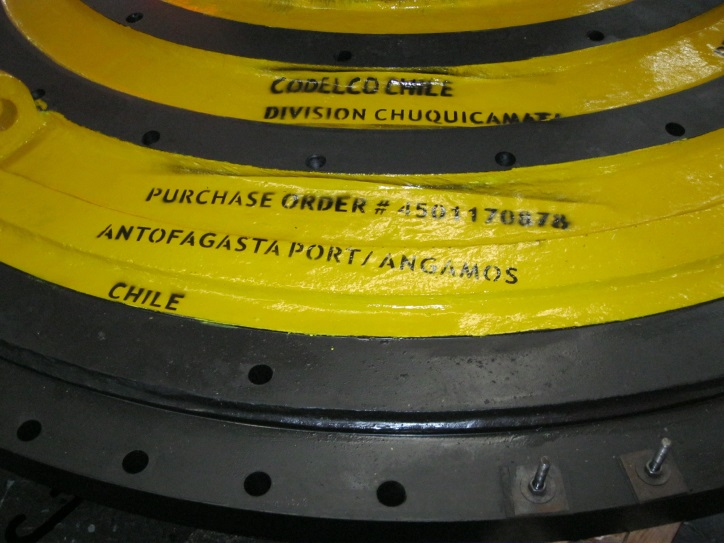 CODELCO CHILE
DIVISION CHUQUICAMATA
PURCHASE ORDER # 4501170878
ANTOFAGASTA PORT/ ANGAMOS
CHILE